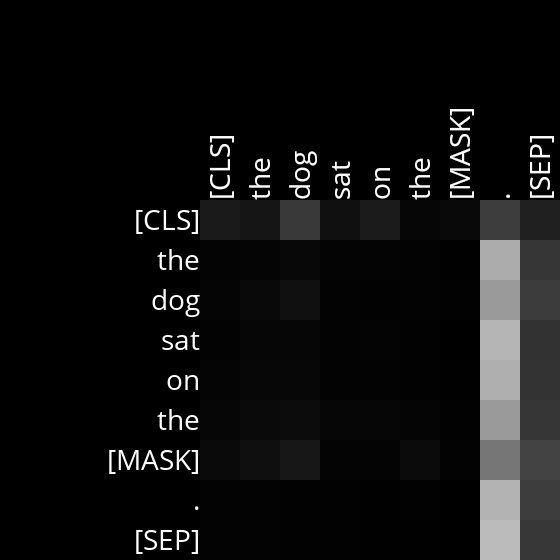 [CLS] the dog sat on the [MASK] . [SEP]
[CLS]
the
dog
sat
on
the
[MASK]
.
[SEP]